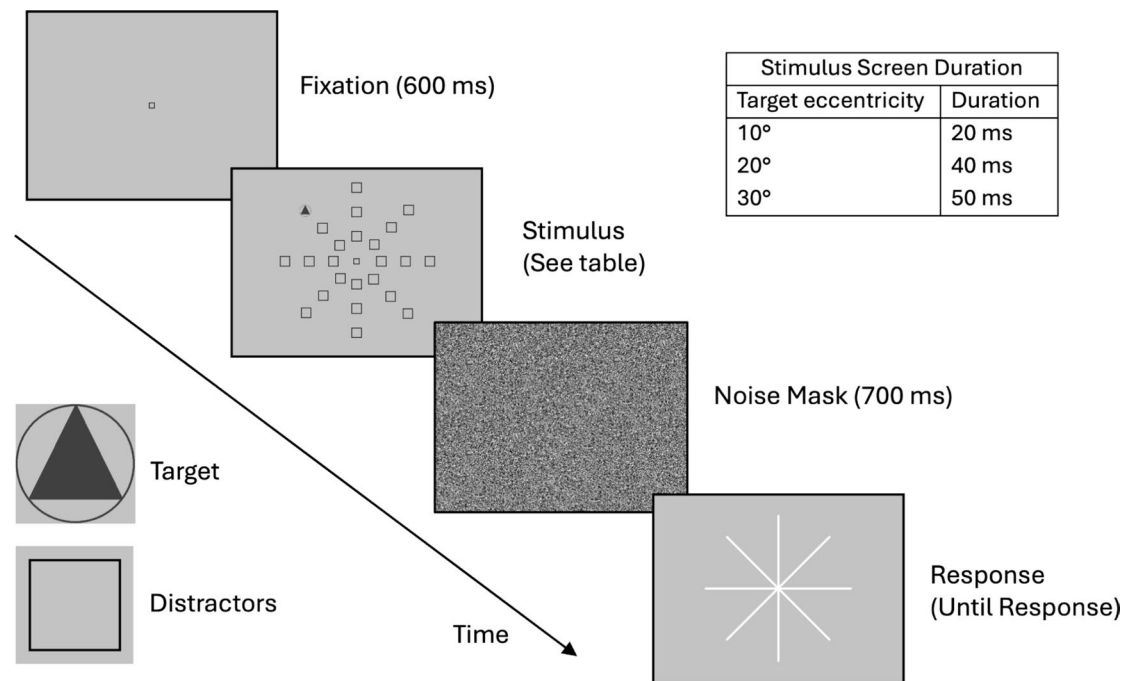 Fixation (600 ms)
Stimulus Screen Duration
Target eccentricity Duration
10° 20 ms
20° 40 ms
30° 50 ms
Stimulus
(See table)
Noise Mask (700 ms)
Target
Distractors
Time
Response
(Until Response)